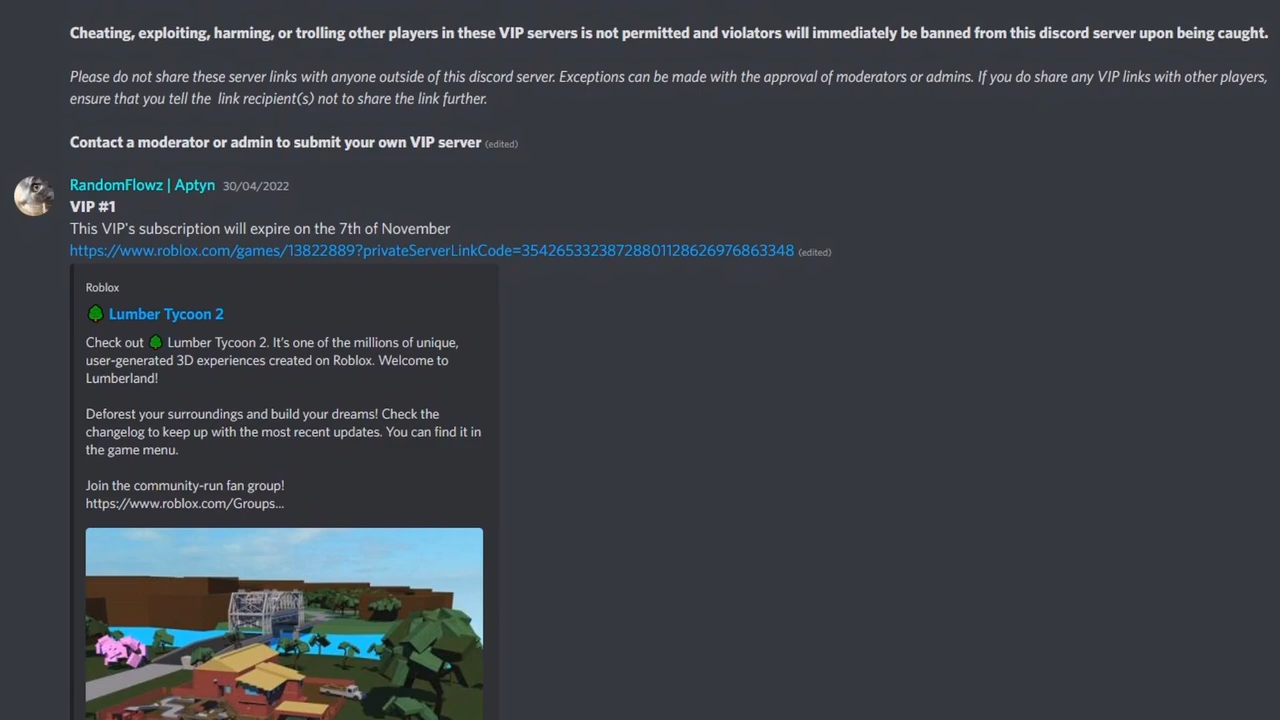 Cheating, exploiting, harming, or trolling other players in these VIP servers is not permitted and violators will immediately be banned from this discord server upon being caught.
Please do not share these server links with anyone outside of this discord server. Exceptions can be made with the approval of moderators or admins. If you do share any VIP links with other players,
ensure that you tell the link recipient(s) not to share the link further.
Contact a moderator or admin to submit your own VIP server (edited)
RandomFlowz | Aptyn 30/04/2022
VIP #1
This VIP's subscription will expire on the 7th of November
https://www.roblox.com/games/13822889?privateServerLinkCode=35426533238728801128626976863348 (edited)
Roblox
Lumber Tycoon 2
Check out 🌳 Lumber Tycoon 2. It's one of the millions of unique,
user-generated 3D experiences created on Roblox. Welcome to
Lumberland!
Deforest your surroundings and build your dreams! Check the
changelog to keep up with the most recent updates. You can find it in
the game menu.
Join the community-run fan group!
https://www.roblox.com/Groups...